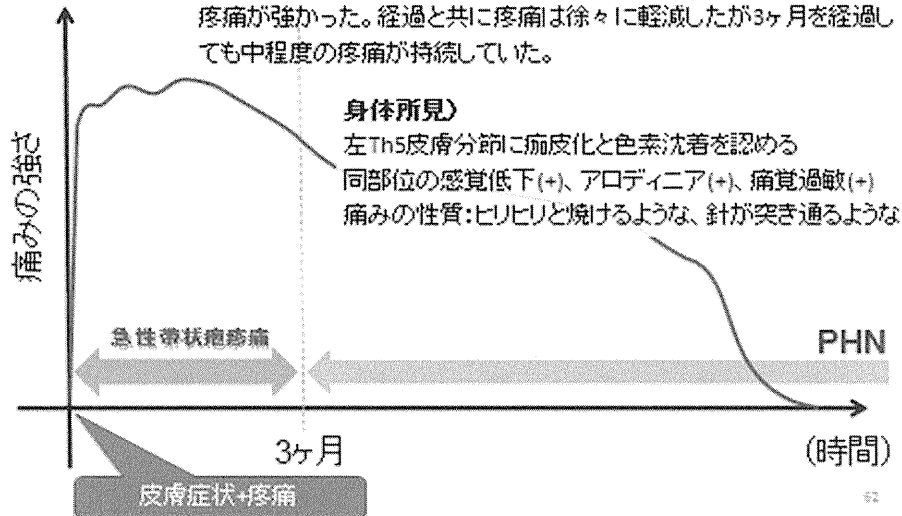 疼痛が強かった。経過と共に疼痛は徐々に軽減したが3ヶ月を経過し
ても中程度の疼痛が持続していた。
身体所見〉
左Th5皮膚分節に痂皮化と色素沈着を認める
同部位の感覚低下(+)、アロディニア(+)、痛覚過敏(+)
痛みの性質：ヒリヒリと焼けるような、針が突き通るような
痛みの強さ
急性帯状疱疹痛
PHN
3ヶ月
(時間)
皮膚症状+疼痛
62